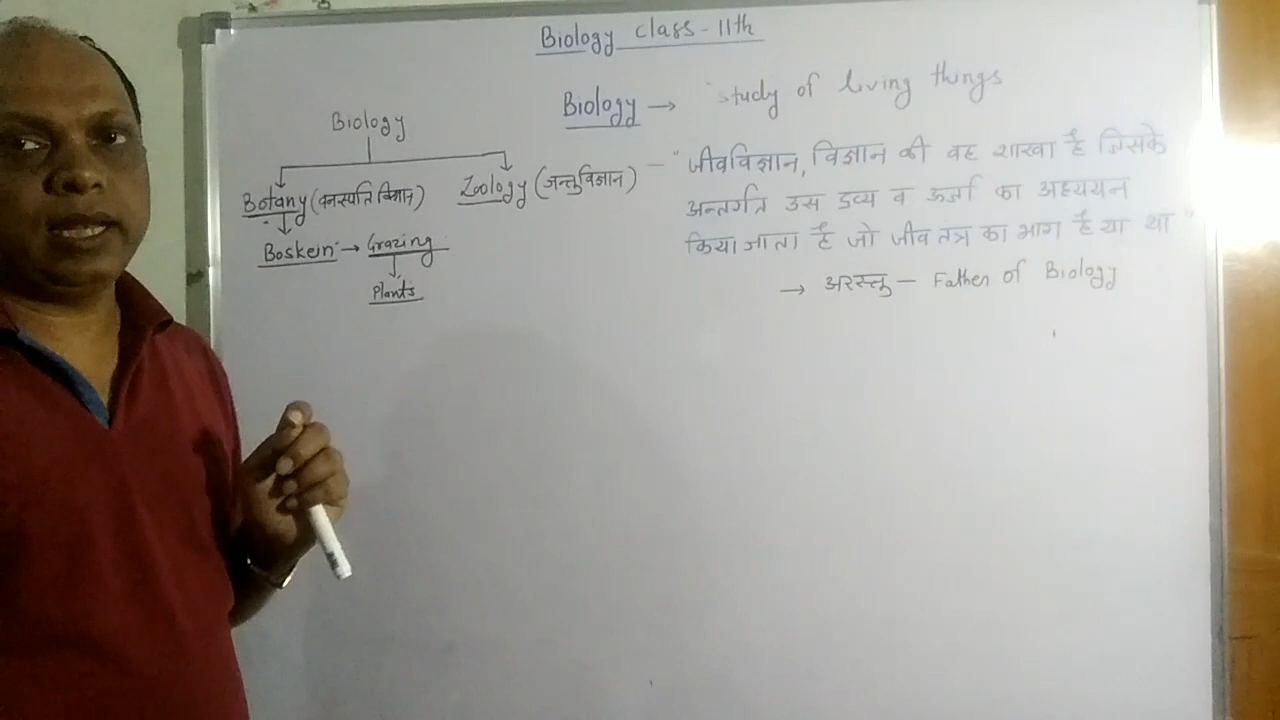 Biology class-11th
Biology → study of living things
Biology
Botany (वनस्पति विज्ञान)
Zoology (जन्तुविज्ञान)
Boskein → Grazing
Plants
— "जीवविज्ञान, विज्ञान की वह शाखा है जिसके
अन्तर्गत उस द्रव्य व ऊर्जा का अध्ययन
किया जाता है जो जीव तन्त्र का भाग है या था"
→ अरस्तू — Father of Biology